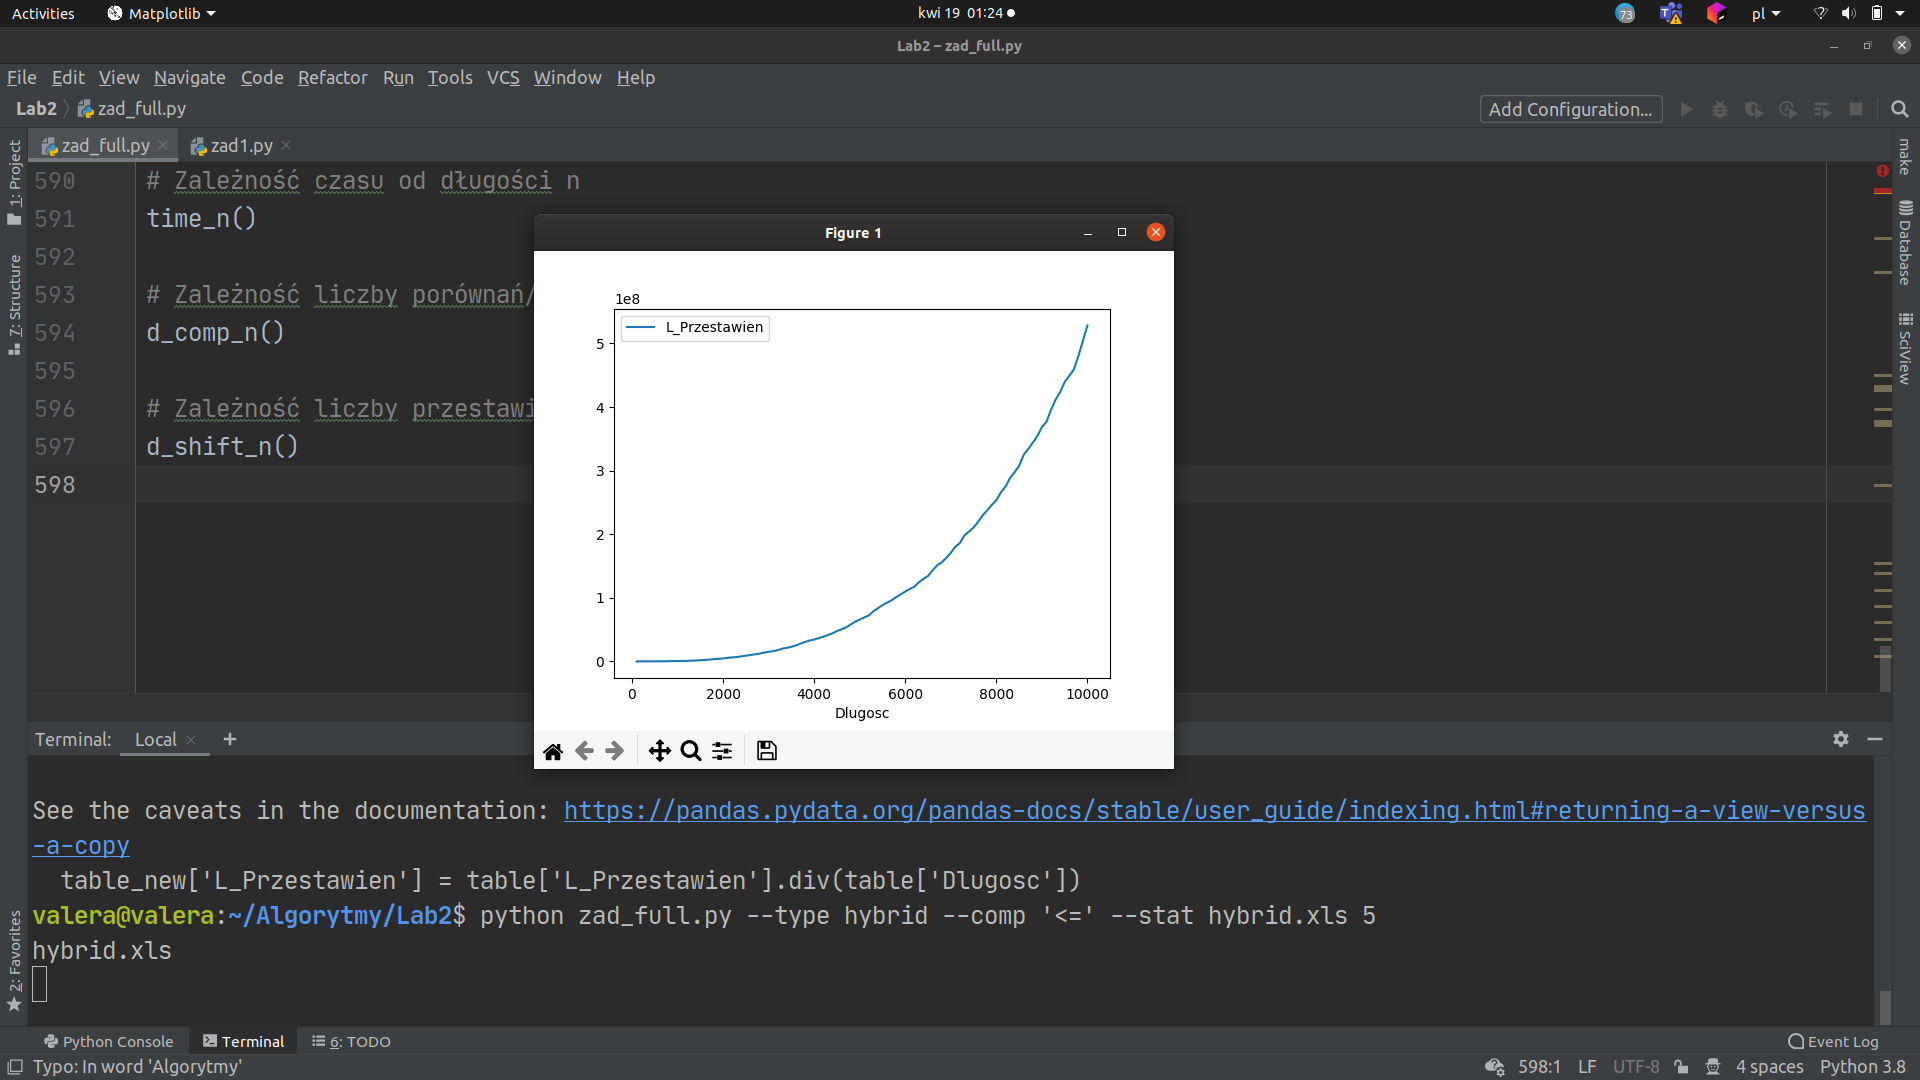 Activities Matplotlib kwi 19 01:24 73 pl
Lab2 – zad_full.py
File Edit View Navigate Code Refactor Run Tools VCS Window Help
Lab2 zad_full.py Add Configuration...
zad_full.py zad1.py
1: Project
7: Structure
2: Favorites
make
Database
SciView
590 # Zależność czasu od długości n
591 time_n()
592
593 # Zależność liczby porównań/
594 d_comp_n()
595
596 # Zależność liczby przestawi
597 d_shift_n()
598
Figure 1
1e8
L_Przestawien
5
4
3
2
1
0
0 2000 4000 6000 8000 10000
Dlugosc
Terminal: Local +
See the caveats in the documentation: https://pandas.pydata.org/pandas-docs/stable/user_guide/indexing.html#returning-a-view-versus
-a-copy
table_new['L_Przestawien'] = table['L_Przestawien'].div(table['Dlugosc'])
valera@valera:~/Algorytmy/Lab2$ python zad_full.py --type hybrid --comp '<=' --stat hybrid.xls 5
hybrid.xls
Python Console Terminal 6: TODO Event Log
Typo: In word 'Algorytmy' 598:1 LF UTF-8 4 spaces Python 3.8